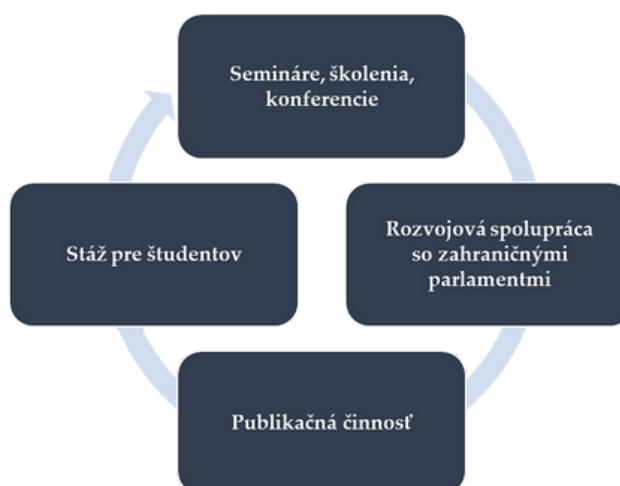 Semináre, školenia,
konferencie
Rozvojová spolupráca
so zahraničnými
parlamentmi
Publikačná činnosť
Stáž pre študentov